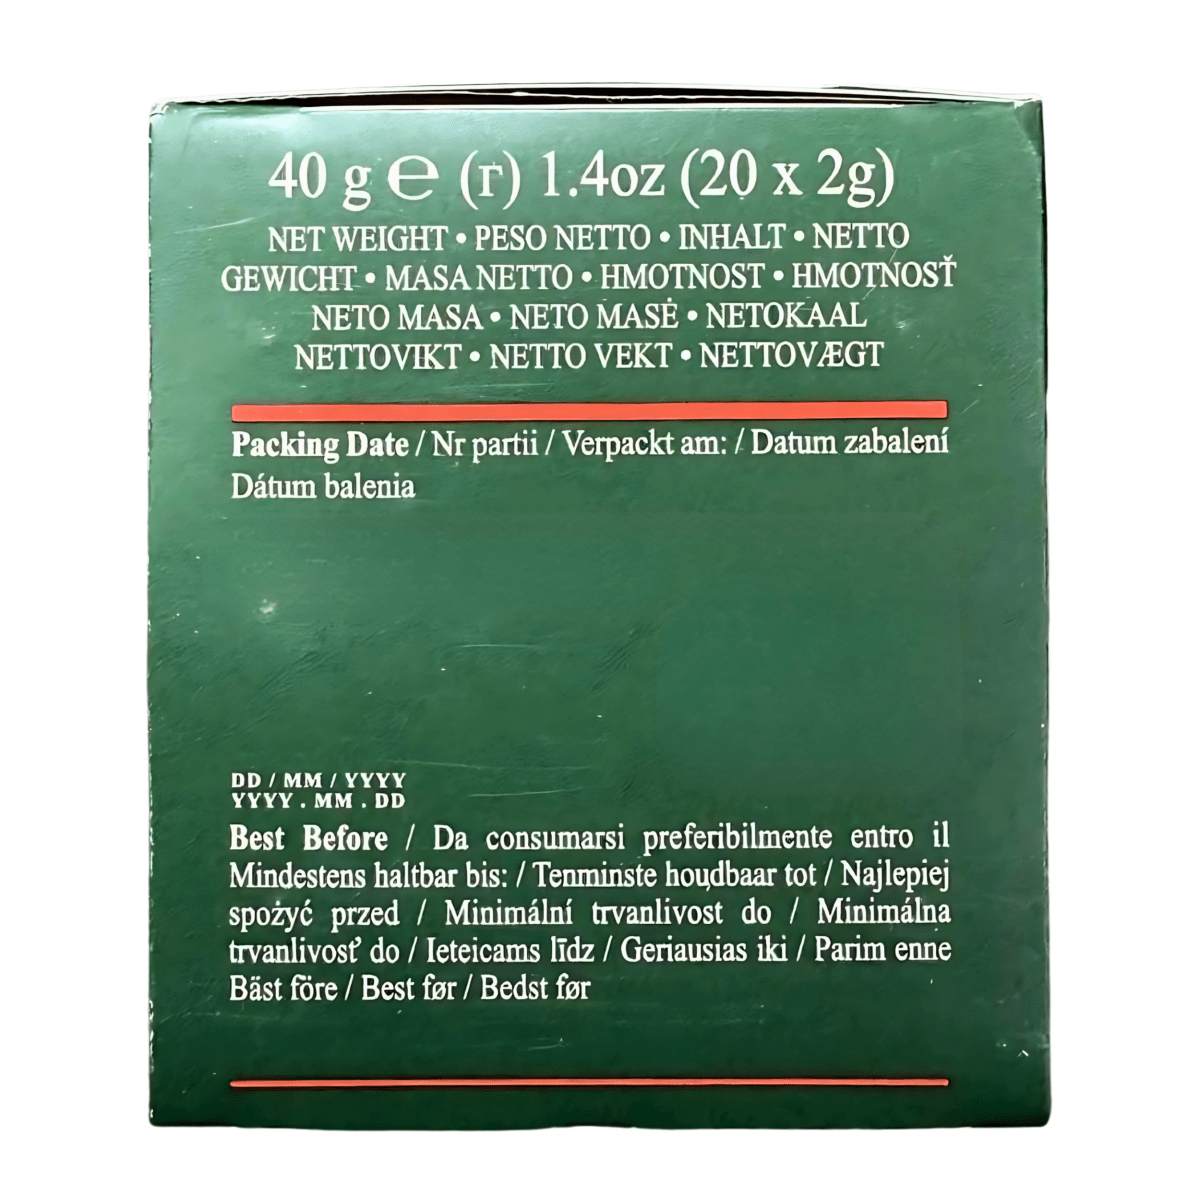 40 g ℮ (г) 1.4oz (20 x 2g)
NET WEIGHT • PESO NETTO • INHALT • NETTO
GEWICHT • MASA NETTO • HMOTNOST • HMOTNOSŤ
NETO MASA • NETO MASĖ • NETOKAAL
NETTOVIKT • NETTO VEKT • NETTOVÆGT
Packing Date / Nr partii / Verpackt am: / Datum zabalení
Dátum balenia
DD / MM / YYYY
YYYY . MM . DD
Best Before / Da consumarsi preferibilmente entro il
Mindestens haltbar bis: / Tenminste houdbaar tot / Najlepiej
spożyć przed / Minimální trvanlivost do / Minimálna
trvanlivosť do / Ieteicams līdz / Geriausias iki / Parim enne
Bäst före / Best før / Bedst før